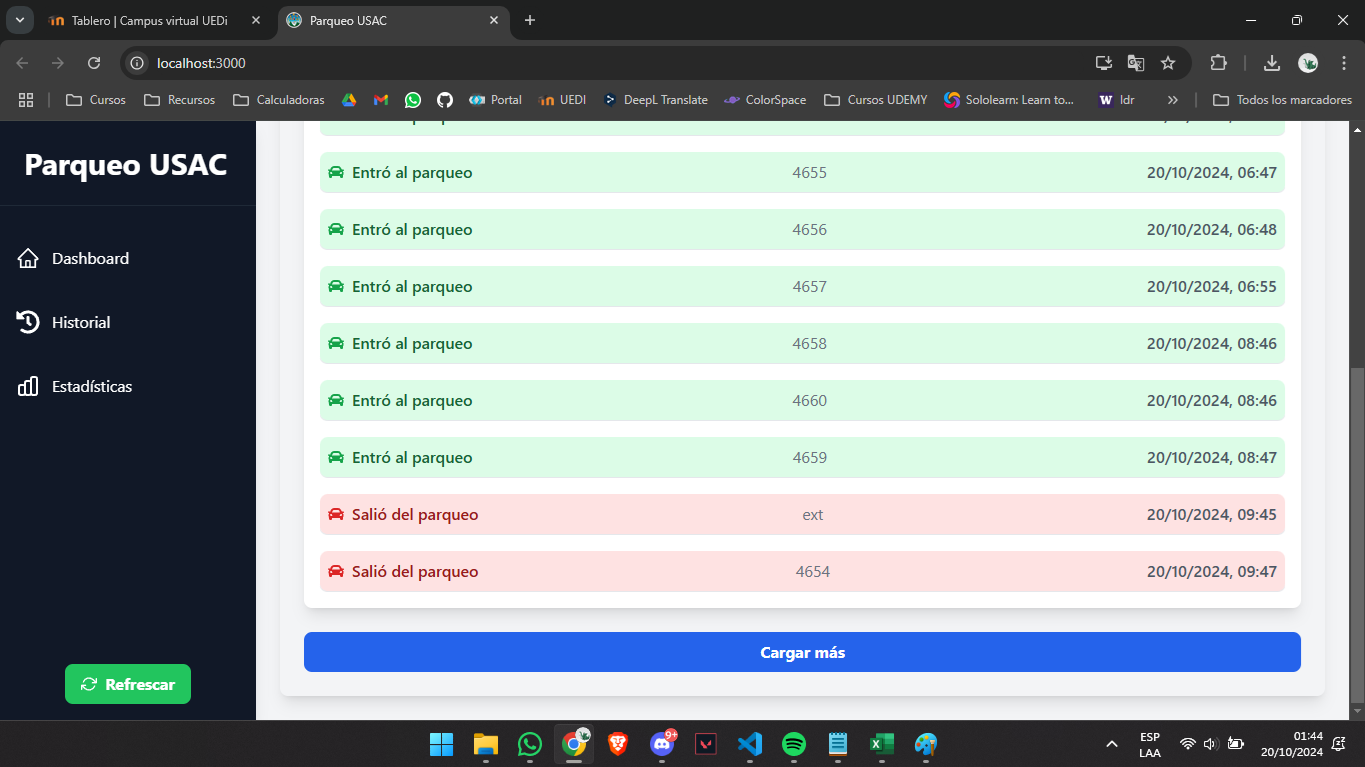 Tablero | Campus virtual UEDi
Parqueo USAC
localhost:3000
Cursos
Recursos
Calculadoras
Portal
UEDI
DeepL Translate
ColorSpace
Cursos UDEMY
Sololearn: Learn to...
W ldr
Todos los marcadores
Parqueo USAC
Dashboard
Historial
Estadísticas
Refrescar
Entró al parqueo 4655 20/10/2024, 06:47
Entró al parqueo 4656 20/10/2024, 06:48
Entró al parqueo 4657 20/10/2024, 06:55
Entró al parqueo 4658 20/10/2024, 08:46
Entró al parqueo 4660 20/10/2024, 08:46
Entró al parqueo 4659 20/10/2024, 08:47
Salió del parqueo ext 20/10/2024, 09:45
Salió del parqueo 4654 20/10/2024, 09:47
Cargar más
9+
ESP
LAA
01:44
20/10/2024